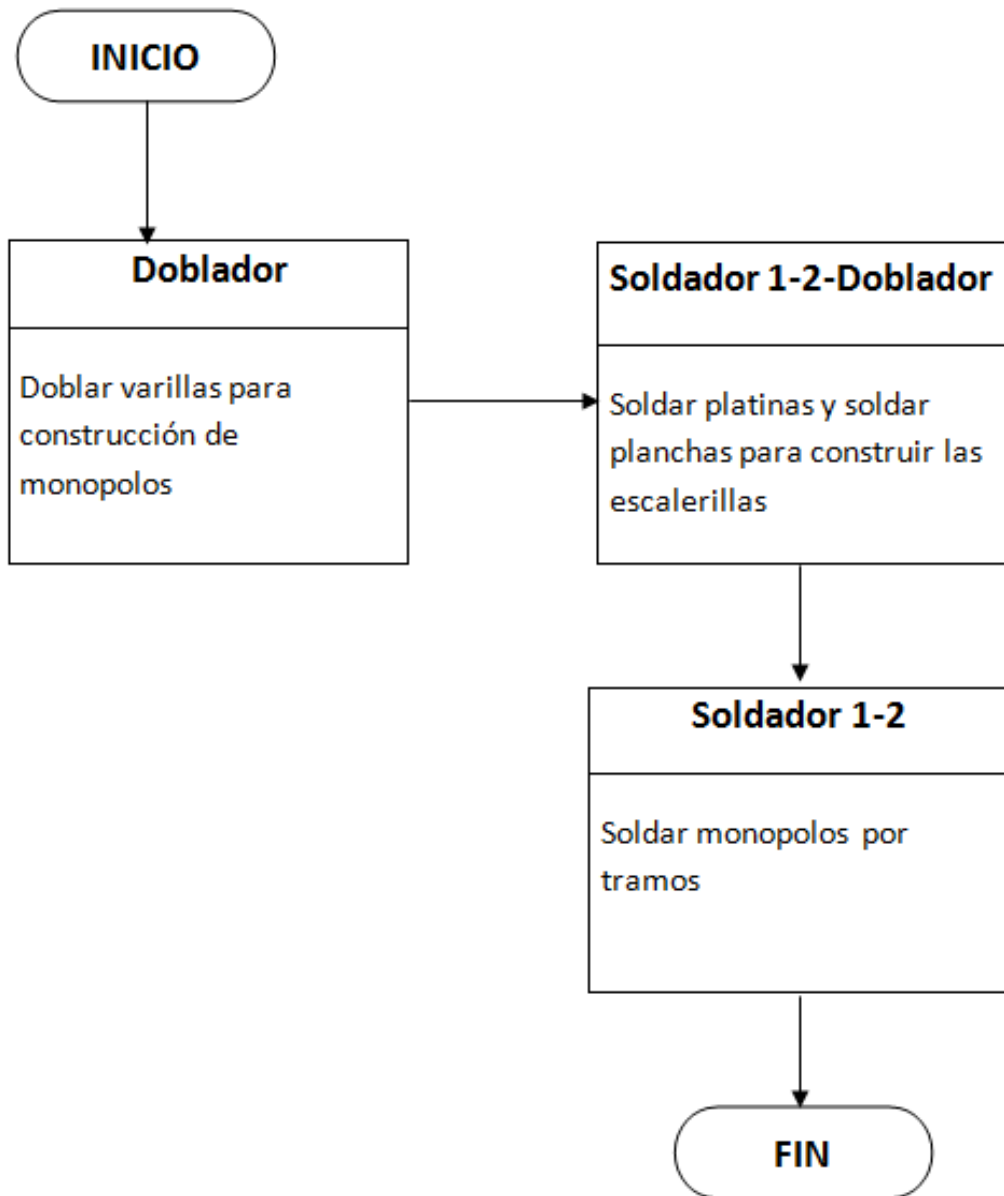 INICIO
Doblador
Doblar varillas para
construcción de
monopolos
Soldador 1-2-Doblador
Soldar platinas y soldar
planchas para construir las
escalerillas
Soldador 1-2
Soldar monopolos por
tramos
FIN